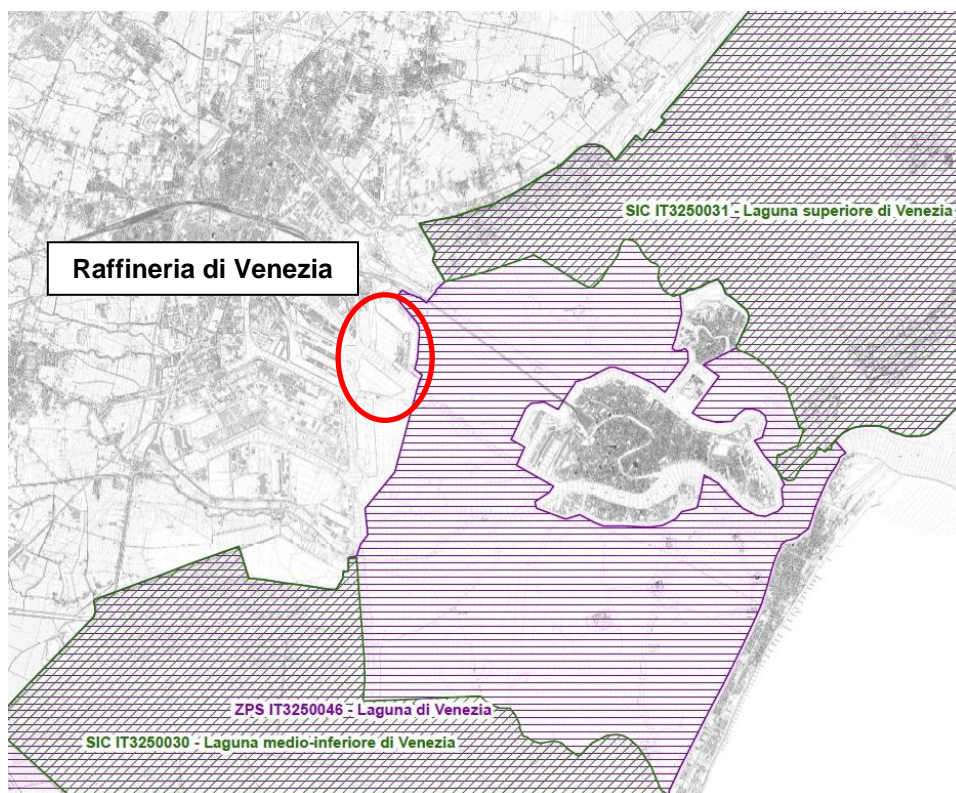 SIC IT3250031 - Laguna superiore di Venezia
Raffineria di Venezia
ZPS IT3250046 - Laguna di Venezia
SIC IT3250030 - Laguna medio-inferiore di Venezia